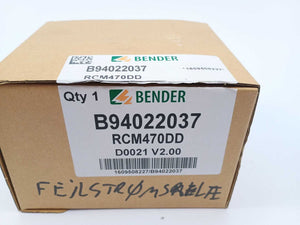 BENDER
B94022037
RCM470DD
Qty 1 BENDER
B94022037
RCM470DD
D0021 V2.00
1609508227/B94022037
FEILSTRØMSRELE